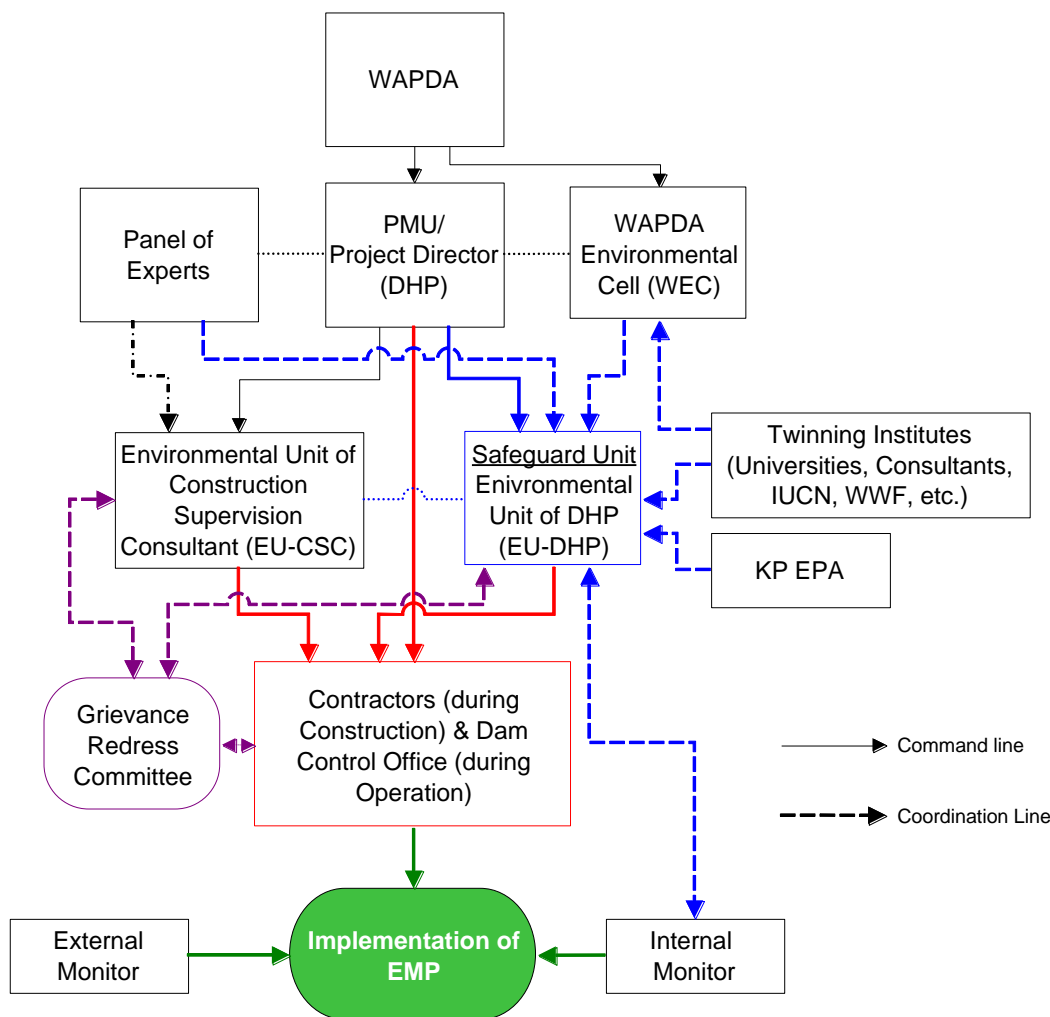 WAPDA
Panel of
Experts
PMU/
Project Director
(DHP)
WAPDA
Environmental
Cell (WEC)
Environmental Unit of
Construction
Supervision
Consultant (EU-CSC)
Safeguard Unit
Enivronmental
Unit of DHP
(EU-DHP)
Twinning Institutes
(Universities, Consultants,
IUCN, WWF, etc.)
KP EPA
Grievance
Redress
Committee
Contractors (during
Construction) & Dam
Control Office (during
Operation)
Command line
Coordination Line
External
Monitor
Implementation of
EMP
Internal
Monitor